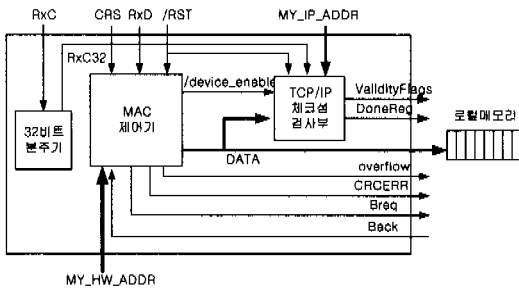 RxC CRS RxD /RST MY_IP_ADDR
RxC32
/device_enable
32비트
분주기
MAC
제어기
TCP/IP
체크섬
검사부
ValidityFlags
DoneReq
로컬메모리
DATA
overflow
CRCERR
Breq
Back
MY_HW_ADDR